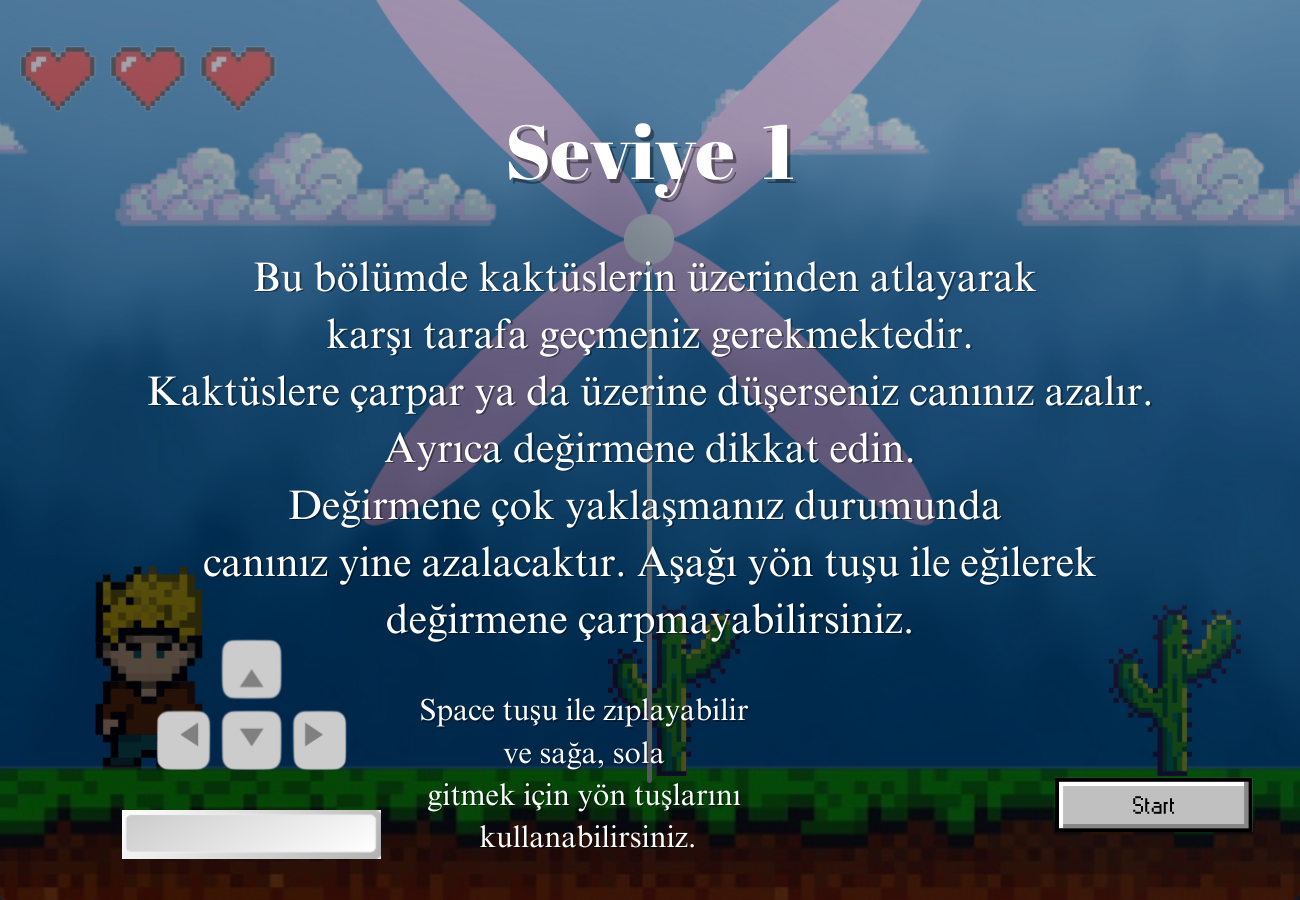 Seviye 1
Bu bölümde kaktüslerin üzerinden atlayarak
karşı tarafa geçmeniz gerekmektedir.
Kaktüslere çarpar ya da üzerine düşerseniz canınız azalır.
Ayrıca değirmene dikkat edin.
Değirmene çok yaklaşmanız durumunda
canınız yine azalacaktır. Aşağı yön tuşu ile eğilerek
değirmene çarpmayabilirsiniz.
Space tuşu ile zıplayabilir
ve sağa, sola
gitmek için yön tuşlarını
kullanabilirsiniz.
Start